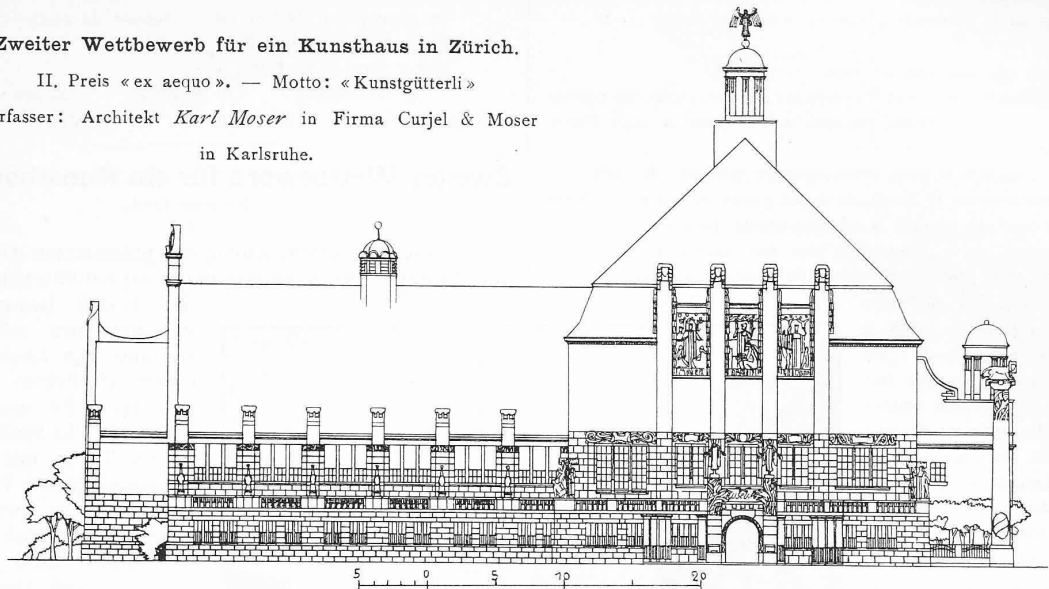 Zweiter Wettbewerb für ein Kunsthaus in Zürich.
II. Preis «ex aequo». — Motto: «Kunstgütterli»
rfasser: Architekt Karl Moser in Firma Curjel & Moser
in Karlsruhe.
5 0 5 10 20